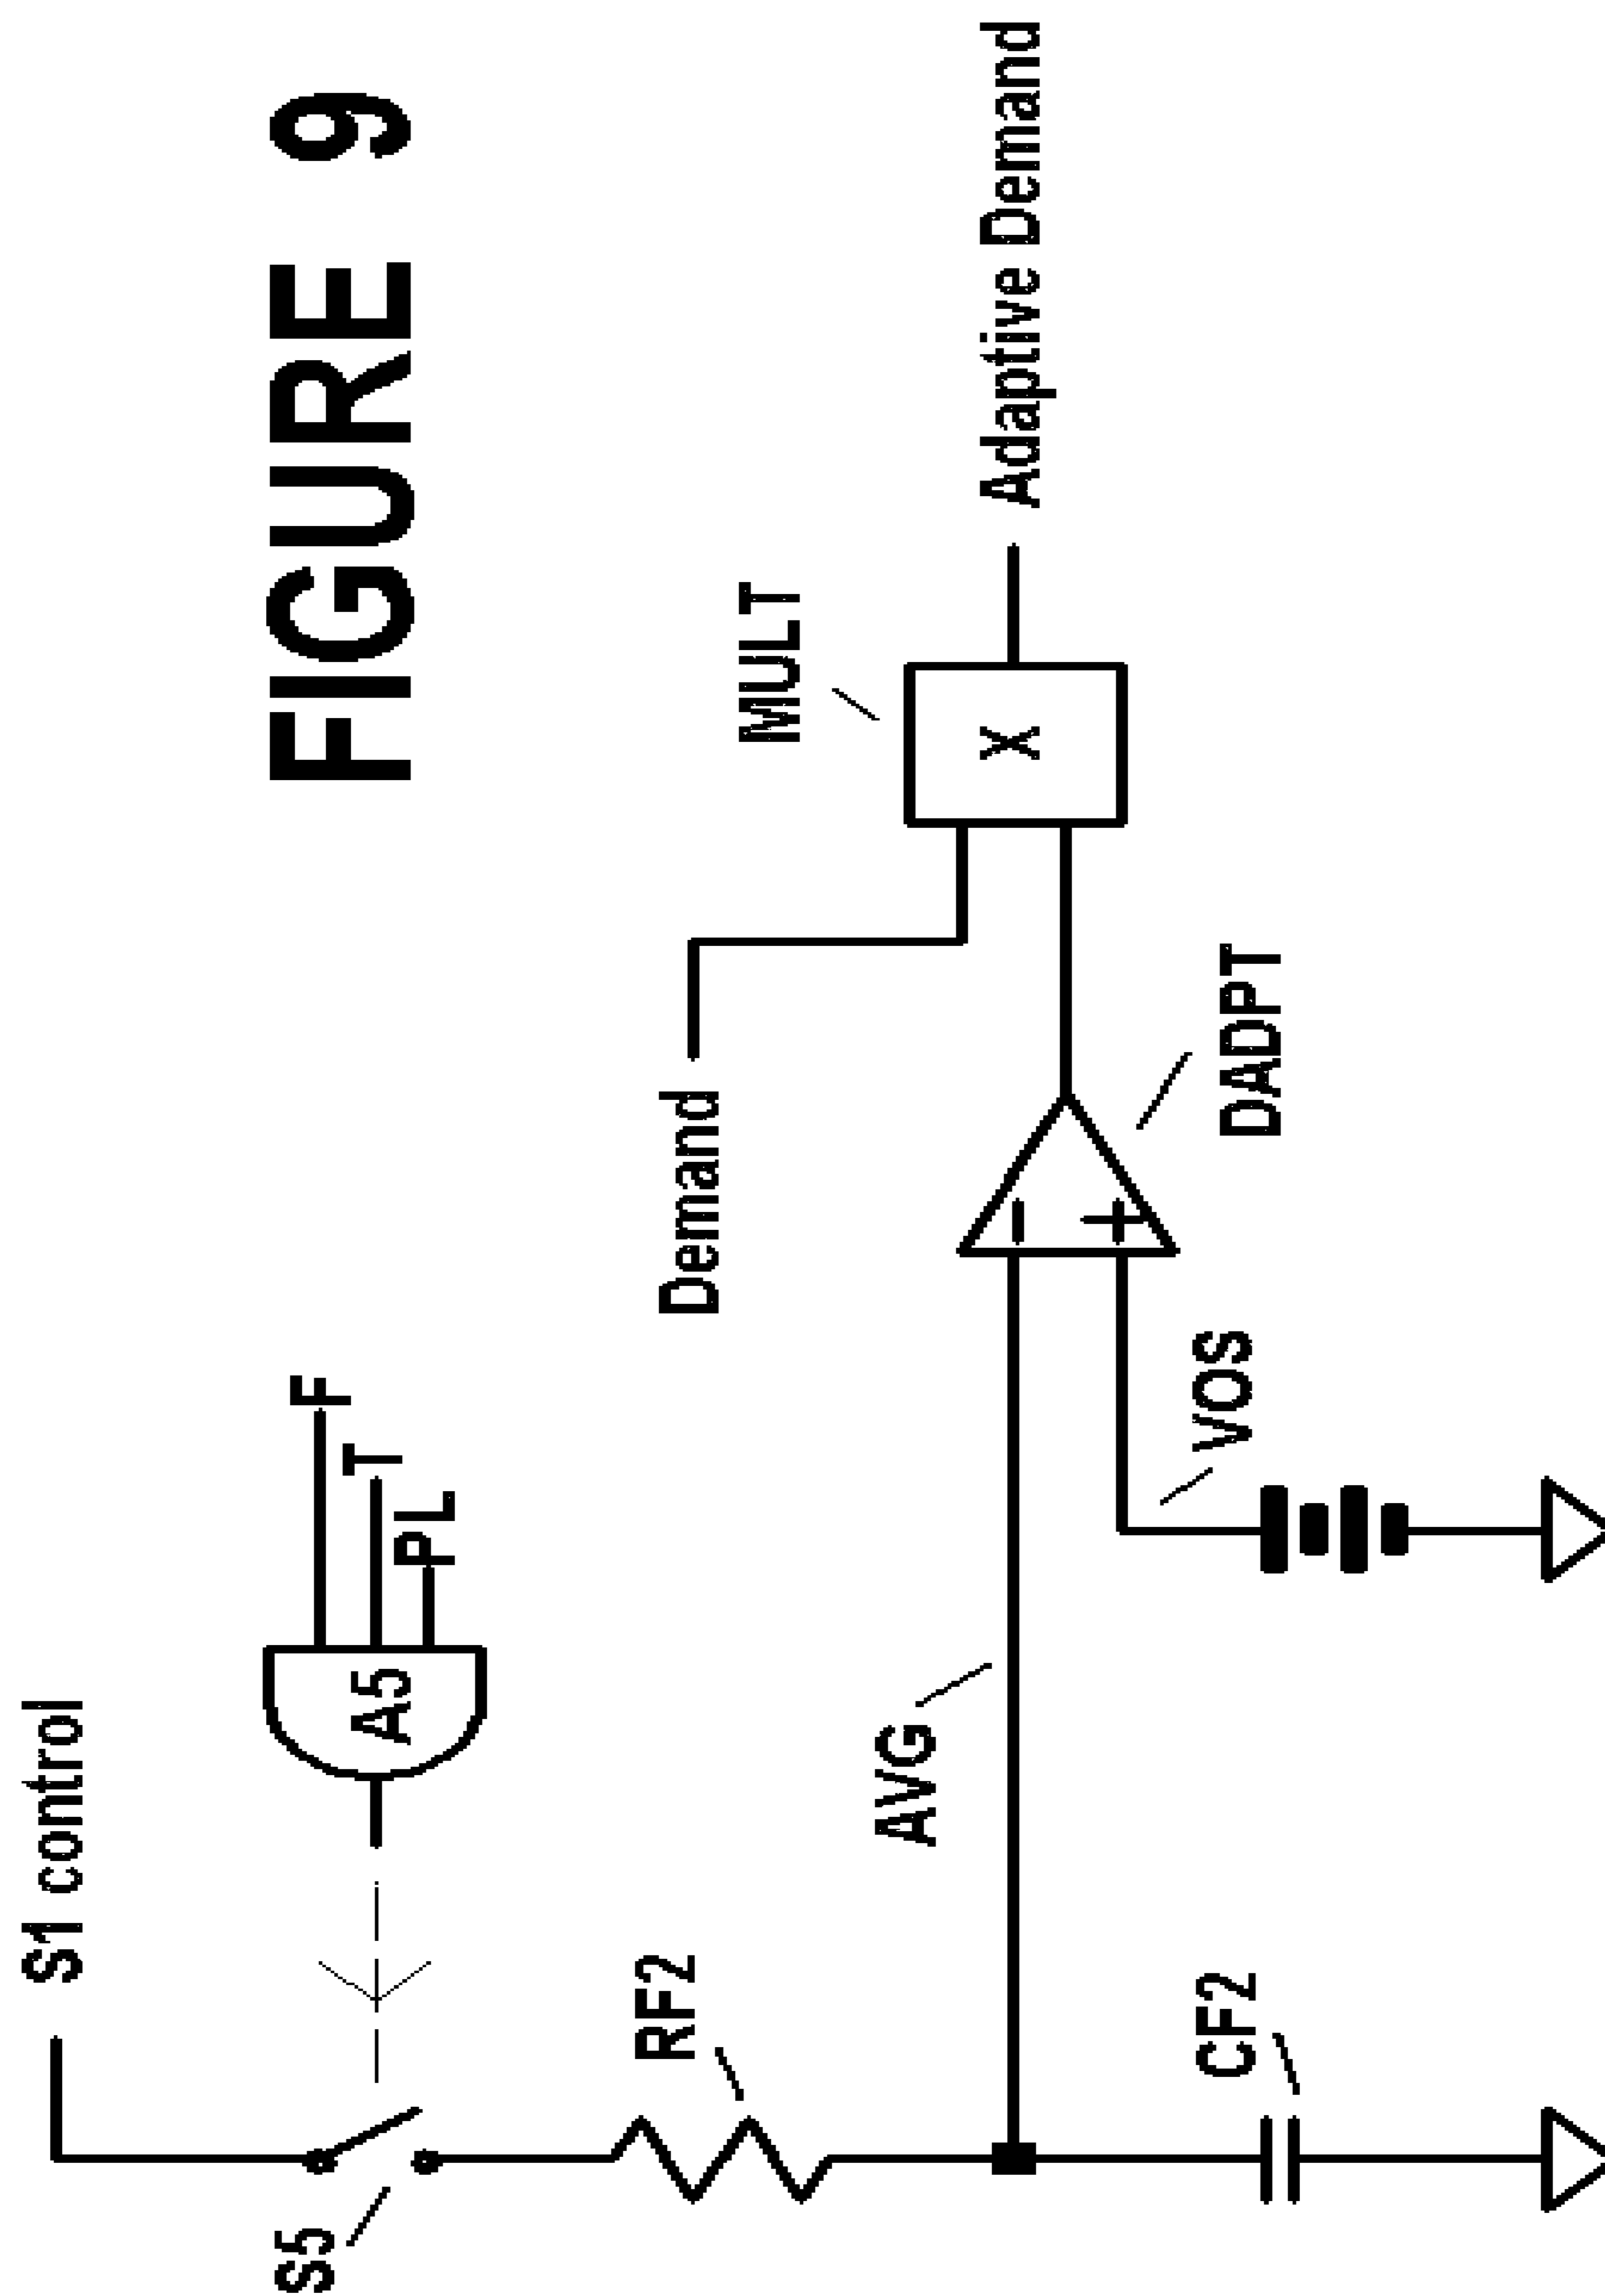 FIGURE 9
S1 control
F
T
PL
A5
S5
RF2
Demand
MULT
X
Adaptive Demand
AVG
-
+
DADPT
VOS
CF2